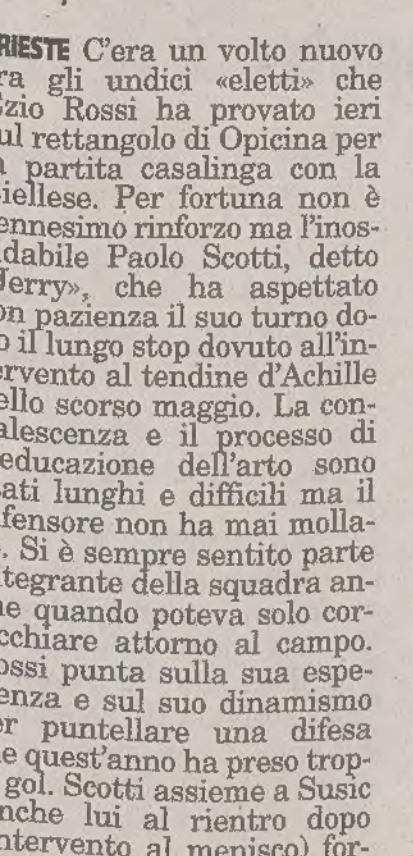 RIESTE C'era un volto nuovo
ra gli undici «eletti» che
Ezio Rossi ha provato ieri
ul rettangolo di Opicina per
a partita casalinga con la
iellese. Per fortuna non è
ennesimo rinforzo ma l'inos-
idabile Paolo Scotti, detto
Jerry», che ha aspettato
on pazienza il suo turno do-
o il lungo stop dovuto all'in-
ervento al tendine d'Achille
ello scorso maggio. La con-
alescenza e il processo di
educazione dell'arto sono
ati lunghi e difficili ma il
fensore non ha mai molla-
. Si è sempre sentito parte
tegrante della squadra an-
he quando poteva solo cor-
cchiare attorno al campo.
ossi punta sulla sua espe-
enza e sul suo dinamismo
er puntellare una difesa
he quest'anno ha preso trop-
gol. Scotti assieme a Susic
nche lui al rientro dopo
intervento al menisco) for-